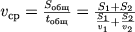 v_ср = S_общ / t_общ = (S_1 + S_2) / (S_1/v_1 + S_2/v_2)